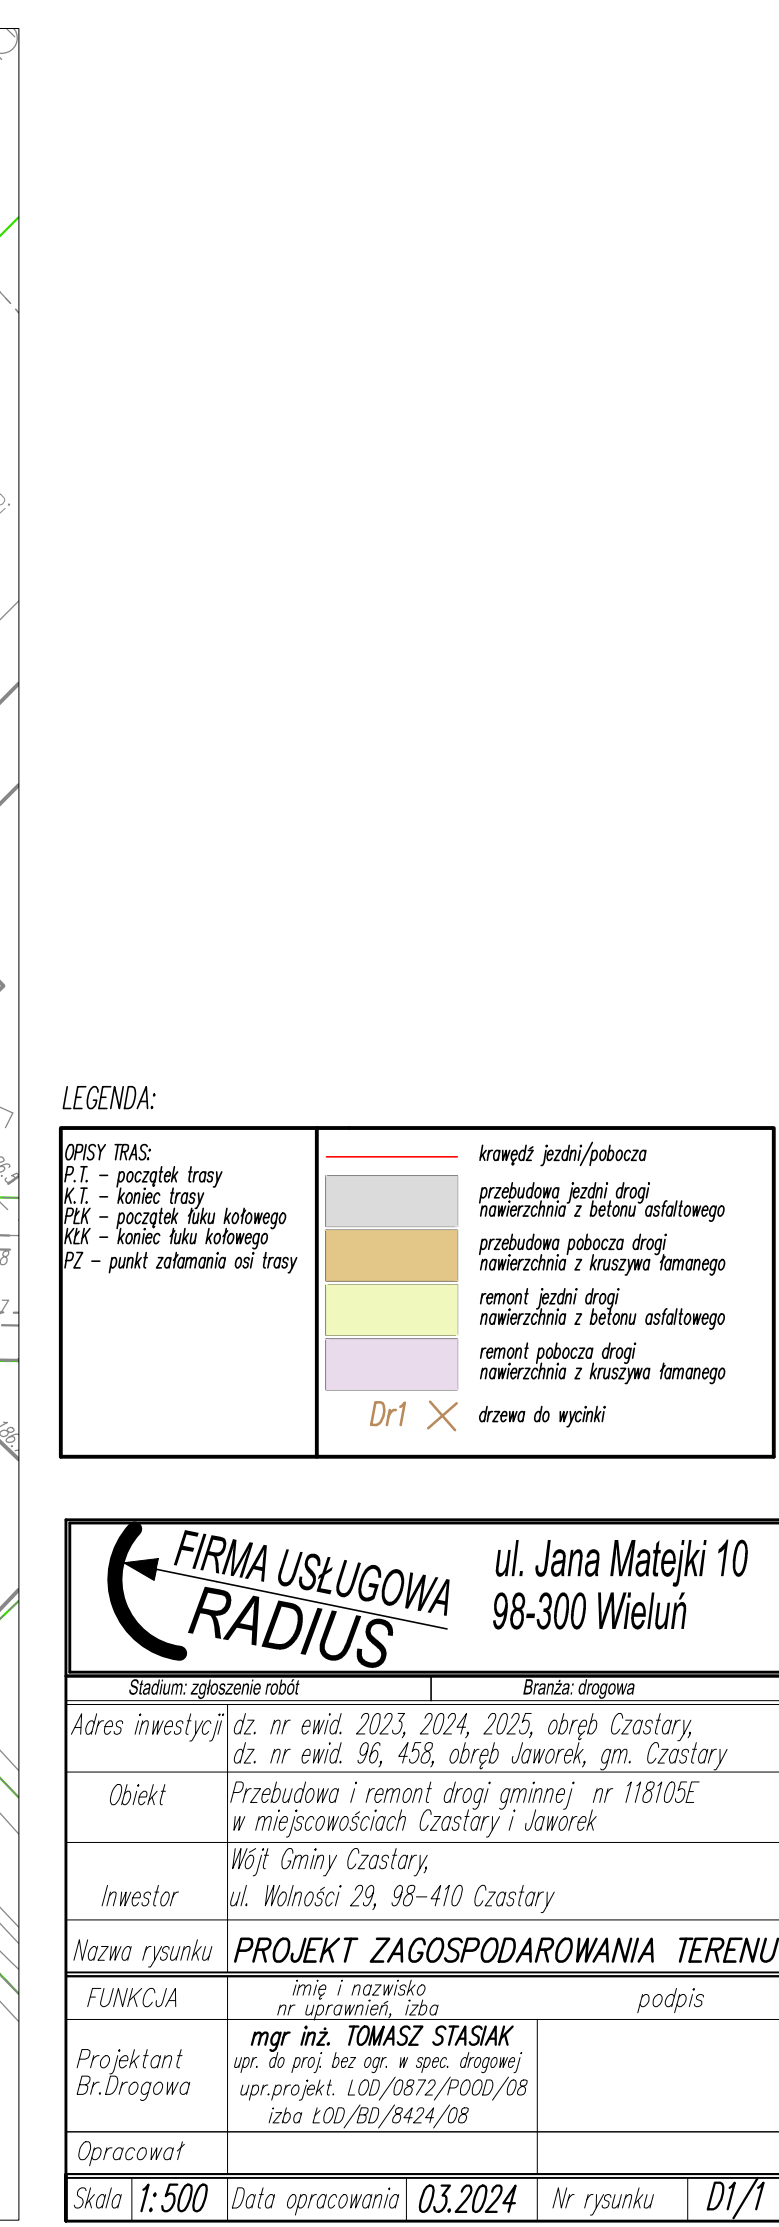 LEGENDA:
OPISY TRAS:
P.T. – początek trasy
K.T. – koniec trasy
PŁK – początek łuku kołowego
KŁK – koniec łuku kołowego
PZ – punkt załamania osi trasy
krawędź jezdni/pobocza
przebudowa jezdni drogi
nawierzchnia z betonu asfaltowego
przebudowa pobocza drogi
nawierzchnia z kruszywa łamanego
remont jezdni drogi
nawierzchnia z betonu asfaltowego
remont pobocza drogi
nawierzchnia z kruszywa łamanego
Dr1 drzewa do wycinki
FIRMA USŁUGOWA
RADIUS
ul. Jana Matejki 10
98-300 Wieluń
Stadium: zgłoszenie robót Branża: drogowa
Adres inwestycji dz. nr ewid. 2023, 2024, 2025, obręb Czastary,
dz. nr ewid. 96, 458, obręb Jaworek, gm. Czastary
Obiekt Przebudowa i remont drogi gminnej nr 118105E
w miejscowościach Czastary i Jaworek
Wójt Gminy Czastary,
Inwestor ul. Wolności 29, 98-410 Czastary
Nazwa rysunku PROJEKT ZAGOSPODAROWANIA TERENU
FUNKCJA imię i nazwisko
nr uprawnień, izba podpis
Projektant
Br.Drogowa
mgr inż. TOMASZ STASIAK
upr. do proj. bez ogr. w spec. drogowej
upr.projekt. LOD/0872/POOD/08
izba ŁOD/BD/8424/08
Opracował
Skala 1:500 Data opracowania 03.2024 Nr rysunku D1/1